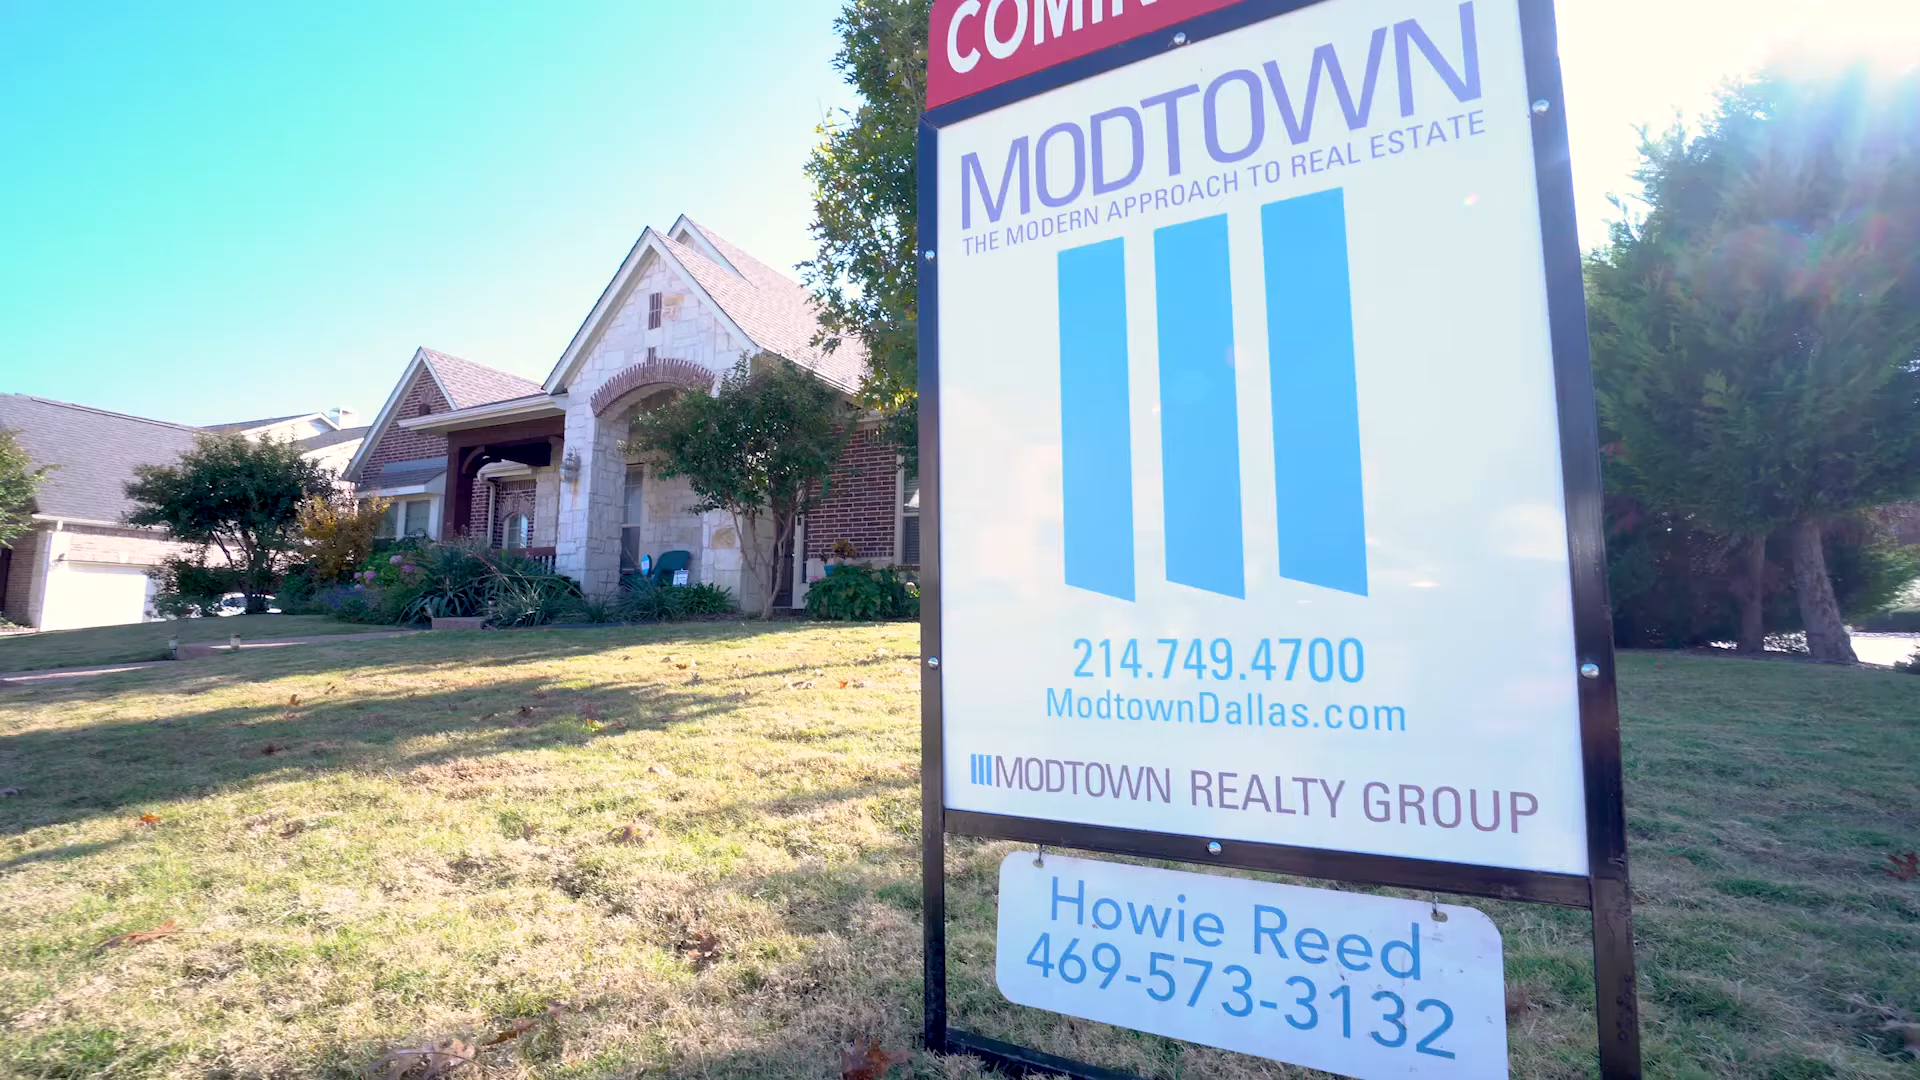 MODTOWN
THE MODERN APPROACH TO REAL ESTATE
214.749.4700
ModtownDallas.com
MODTOWN REALTY GROUP
Howie Reed
469-573-3132